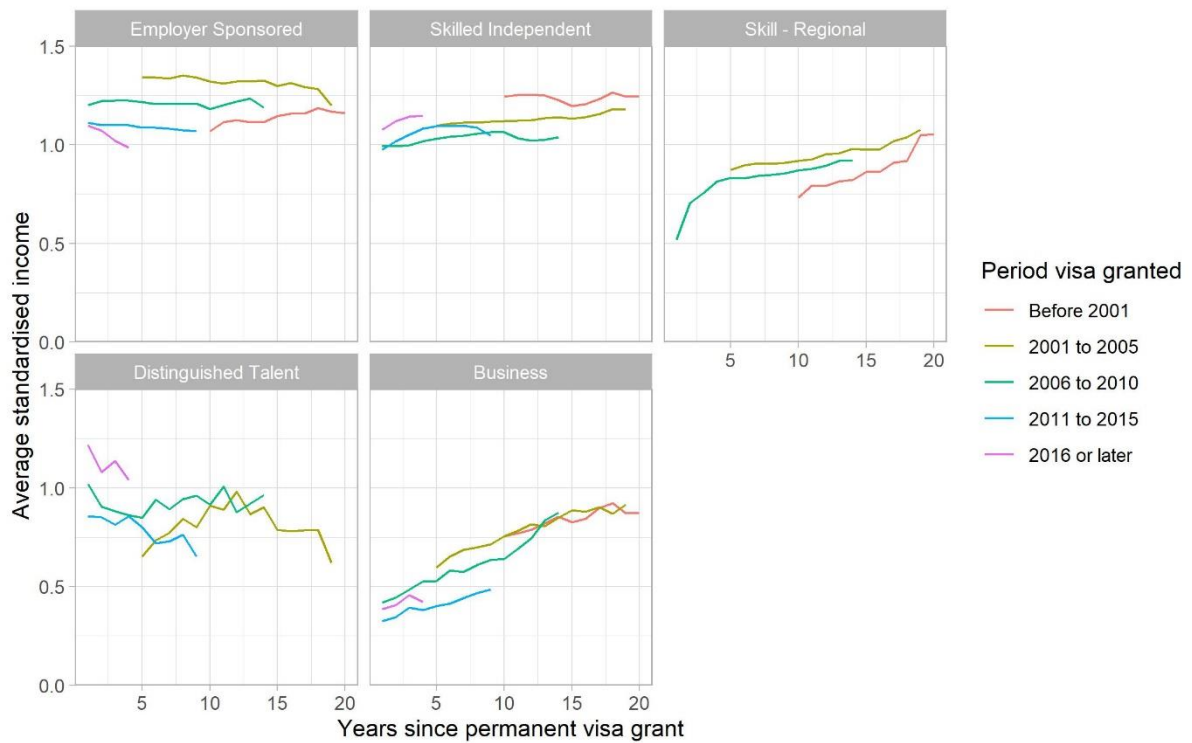 Employer Sponsored
Skilled Independent
Skill - Regional
1.5
1.0
0.5
0.0
5
10
15
20
Distinguished Talent
Business
1.5
1.0
0.5
0.0
5
10
15
20
5
10
15
20
Average standardised income
Years since permanent visa grant
Period visa granted
Before 2001
2001 to 2005
2006 to 2010
2011 to 2015
2016 or later